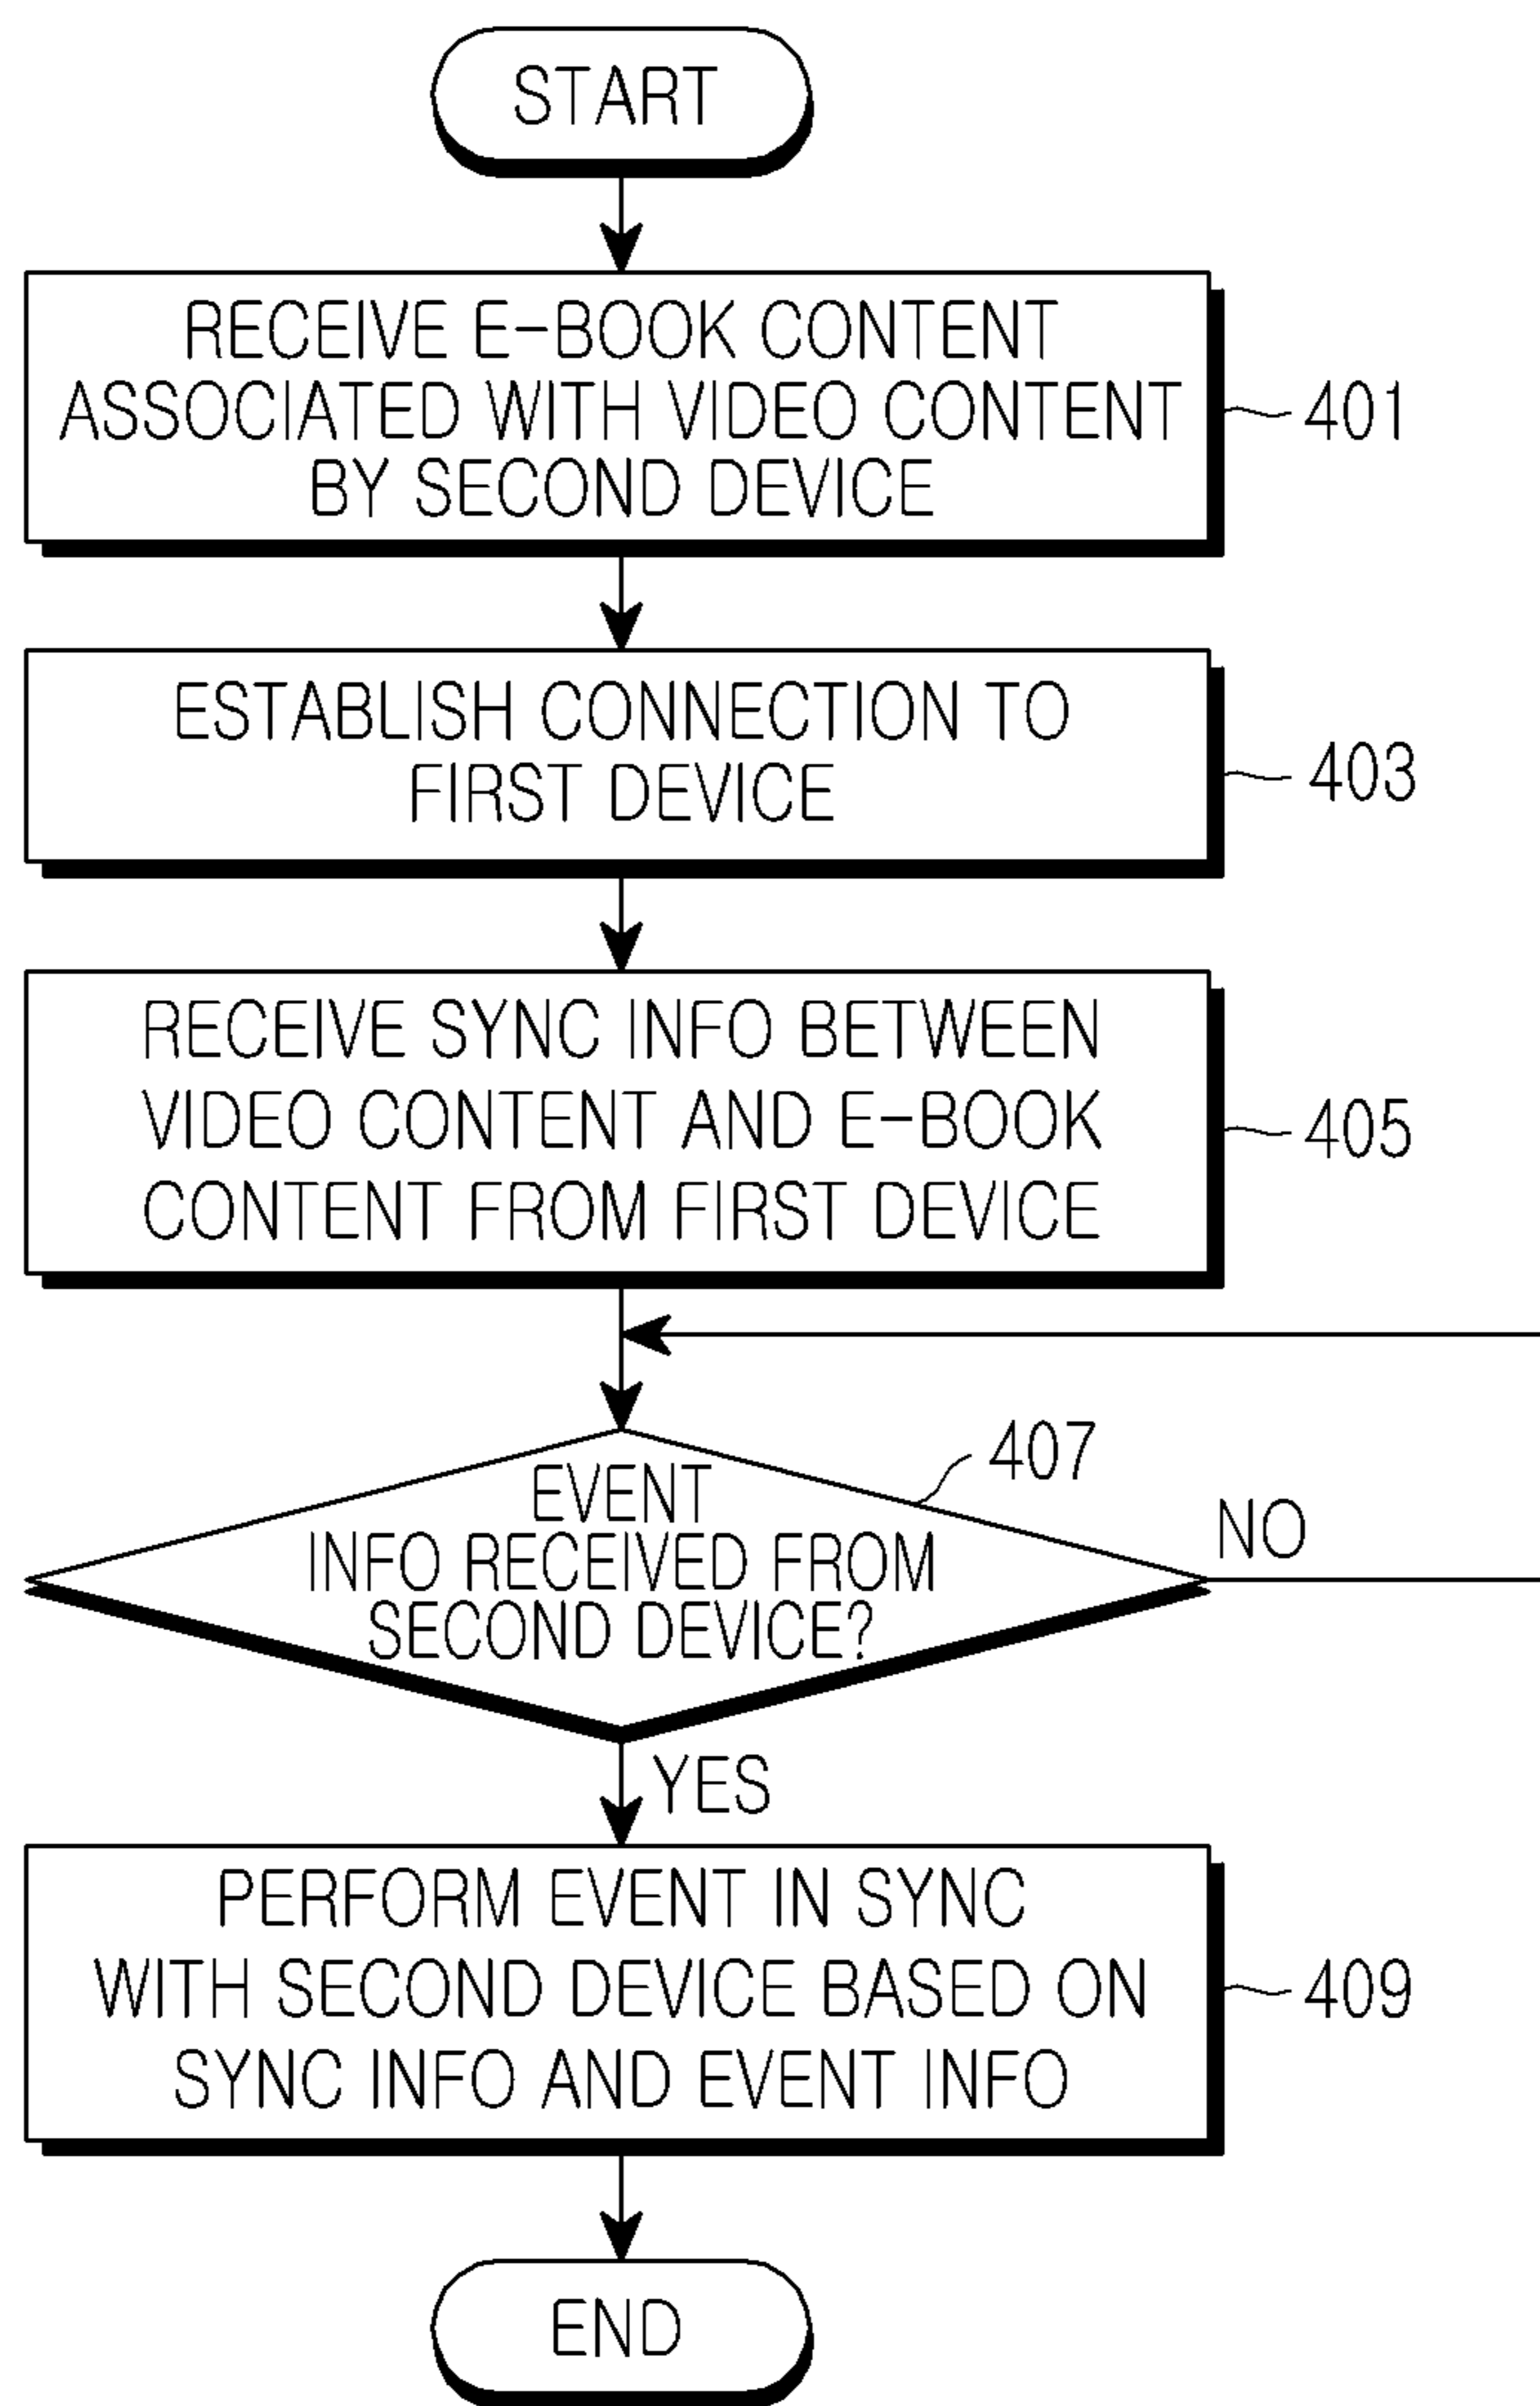 START
RECEIVE E-BOOK CONTENT
ASSOCIATED WITH VIDEO CONTENT
BY SECOND DEVICE
401
ESTABLISH CONNECTION TO
FIRST DEVICE
403
RECEIVE SYNC INFO BETWEEN
VIDEO CONTENT AND E-BOOK
CONTENT FROM FIRST DEVICE
405
407
EVENT
INFO RECEIVED FROM
SECOND DEVICE?
NO
YES
PERFORM EVENT IN SYNC
WITH SECOND DEVICE BASED ON
SYNC INFO AND EVENT INFO
409
END